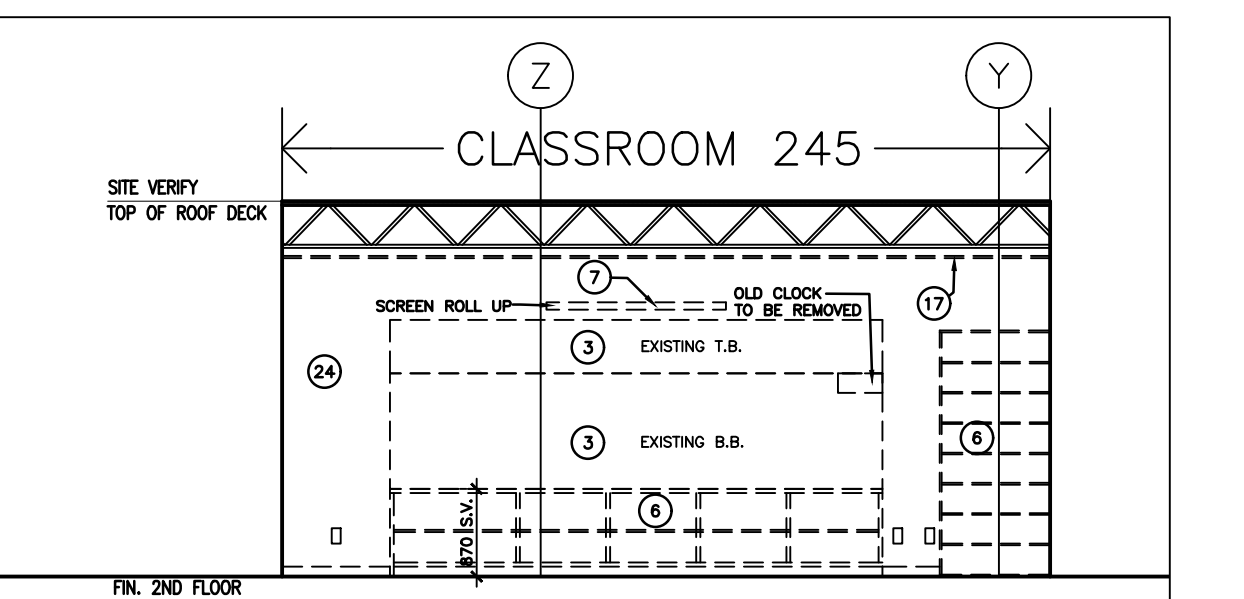 Z
Y
CLASSROOM 245
SITE VERIFY
TOP OF ROOF DECK
7
OLD CLOCK
TO BE REMOVED
SCREEN ROLL UP
17
3
EXISTING T.B.
24
3
EXISTING B.B.
6
6
870 S.V.
FIN. 2ND FLOOR